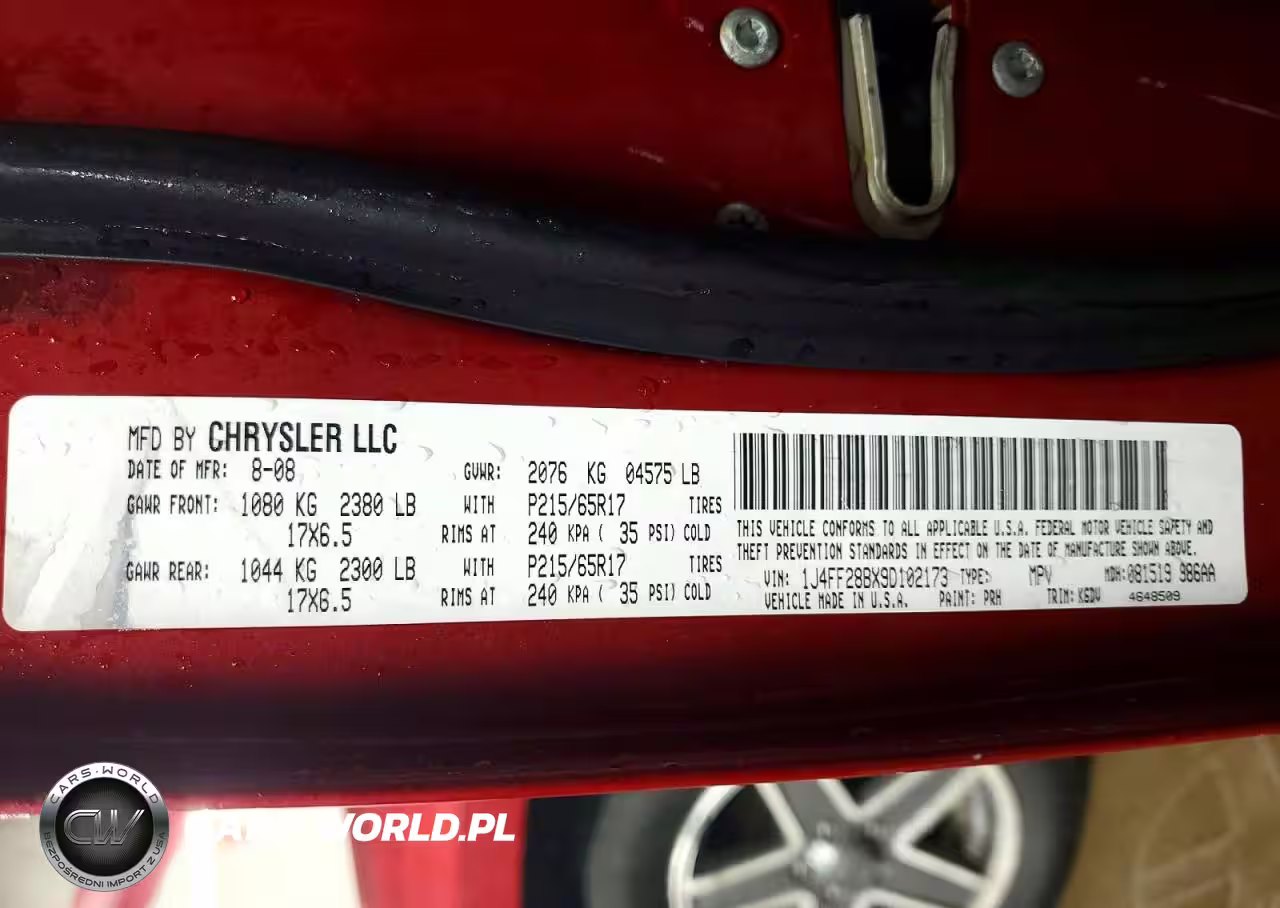 MFD BY CHRYSLER LLC
DATE OF MFR: 8-08 GVWR: 2076 KG 04575 LB
GAWR FRONT: 1080 KG 2380 LB WITH P215/65R17 TIRES
17X6.5 RIMS AT 240 KPA ( 35 PSI) COLD
GAWR REAR: 1044 KG 2300 LB WITH P215/65R17 TIRES
17X6.5 RIMS AT 240 KPA ( 35 PSI) COLD
THIS VEHICLE CONFORMS TO ALL APPLICABLE U.S.A. FEDERAL MOTOR VEHICLE SAFETY AND
THEFT PREVENTION STANDARDS IN EFFECT ON THE DATE OF MANUFACTURE SHOWN ABOVE.
VIN: 1J4FF28BX9D102173 TYPE: MPV MDH: 081519 986AA
VEHICLE MADE IN U.S.A. PAINT: PRH TRIM: K6DV 4648509
CARS-WORLD
CW
BEZPOŚREDNI IMPORT Z USA
WORLD.PL